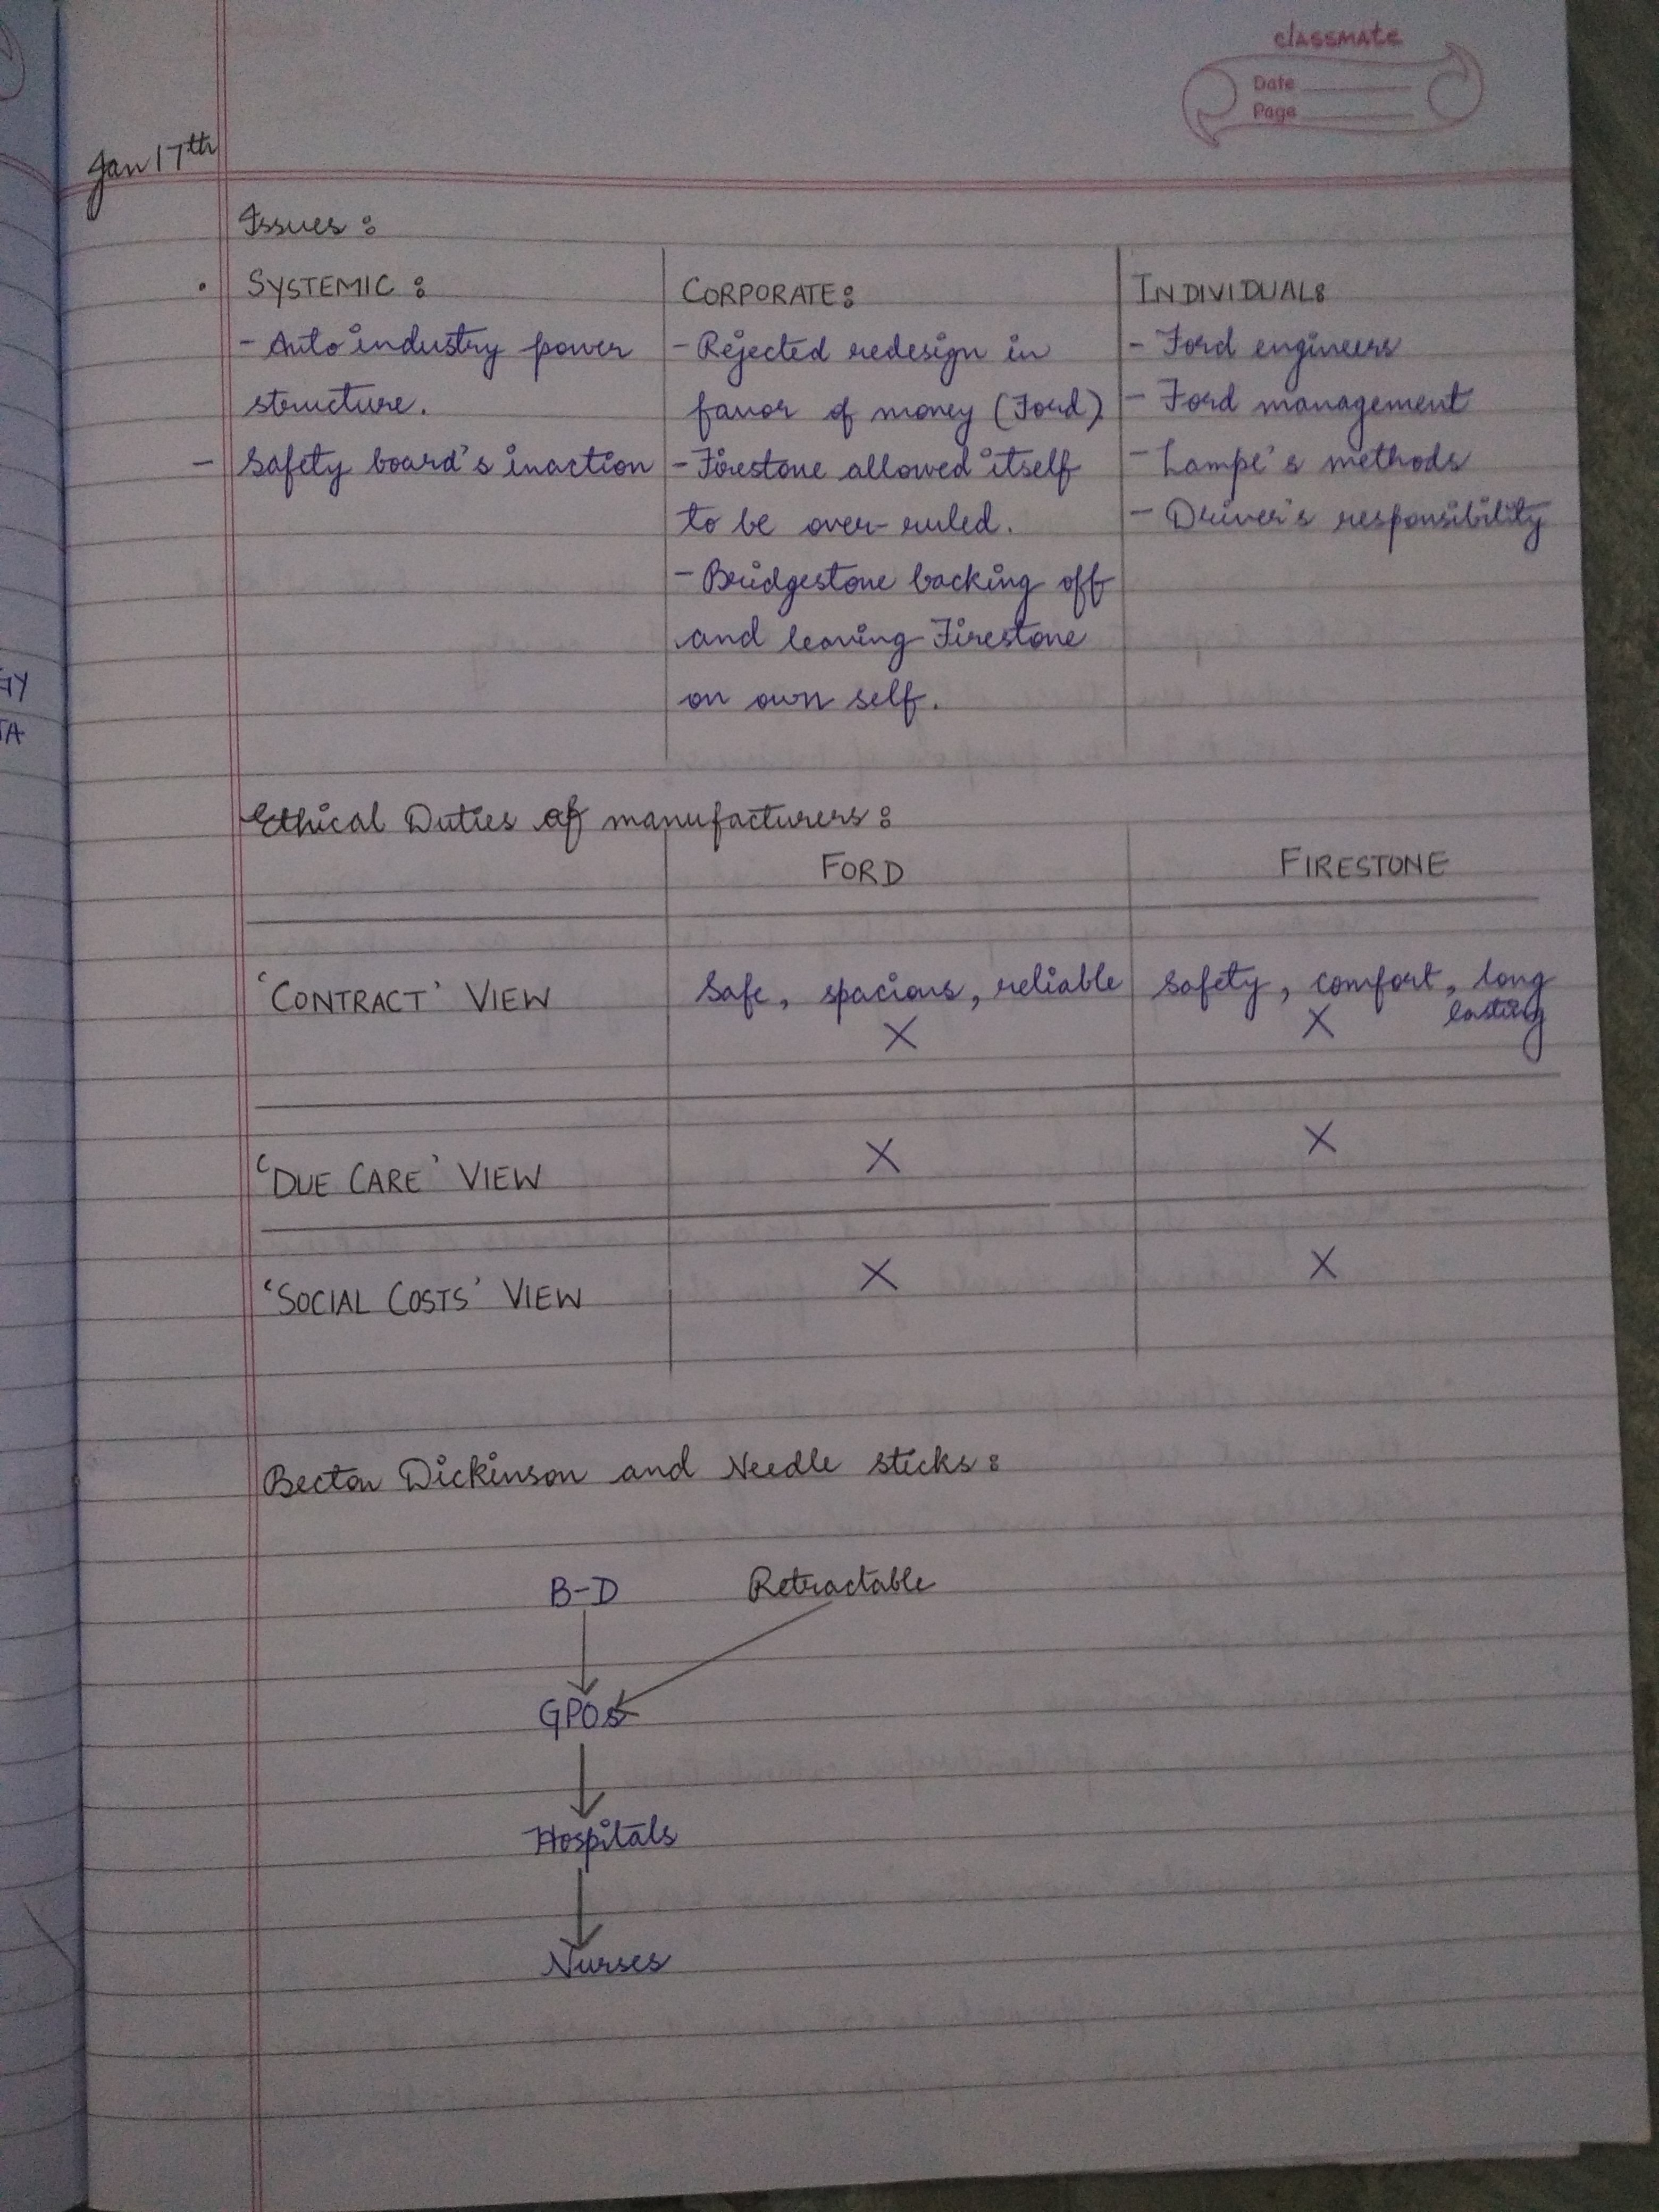 classmate
Date
Page
Jan 17th
Issues :
• SYSTEMIC :
- Auto industry power
structure.
- Safety board's inaction
CORPORATE:
- Rejected redesign in
favor of money (Ford)
- Firestone allowed itself
to be over-ruled.
- Bridgestone backing off
and leaving Firestone
on own self.
INDIVIDUAL:
- Ford engineers
- Ford management
- Lampe's methods
- Driver's responsibility
Ethical Duties of manufacturers :
FORD FIRESTONE
'CONTRACT' VIEW Safe, spacious, reliable Safety, comfort, long
lasting
X X
'DUE CARE' VIEW X X
'SOCIAL COSTS' VIEW X X
Becton Dickinson and Needle sticks :
B-D Retractable
GPOs
Hospitals
Nurses
GY
TA